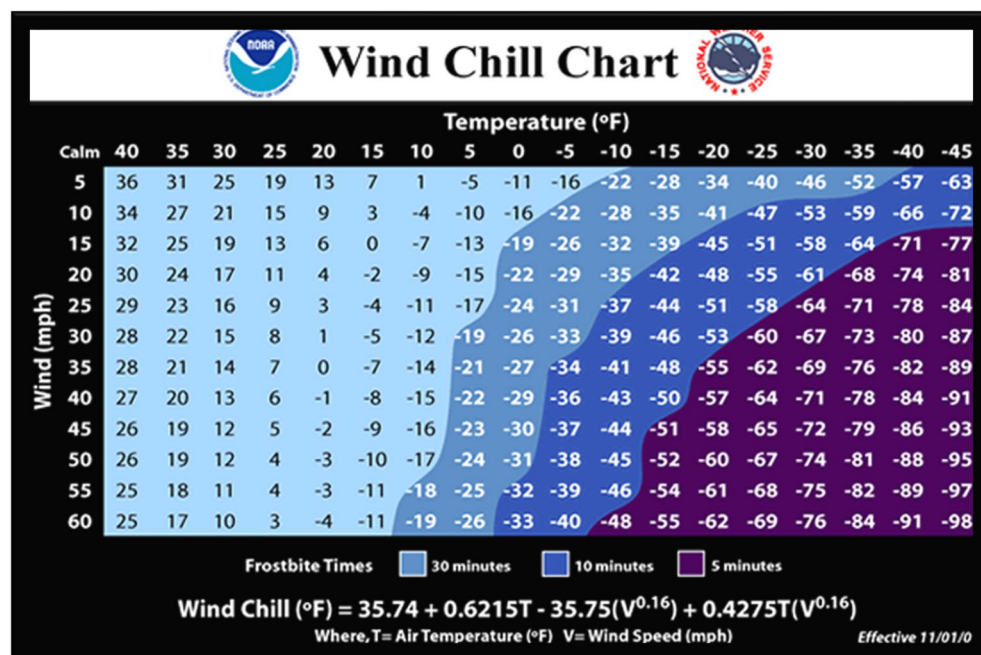 NOAA
NATIONAL WEATHER SERVICE
Wind Chill Chart
Temperature (ºF)
Calm 40 35 30 25 20 15 10 5 0 -5 -10 -15 -20 -25 -30 -35 -40 -45
Wind (mph)
5 36 31 25 19 13 7 1 -5 -11 -16 -22 -28 -34 -40 -46 -52 -57 -63
10 34 27 21 15 9 3 -4 -10 -16 -22 -28 -35 -41 -47 -53 -59 -66 -72
15 32 25 19 13 6 0 -7 -13 -19 -26 -32 -39 -45 -51 -58 -64 -71 -77
20 30 24 17 11 4 -2 -9 -15 -22 -29 -35 -42 -48 -55 -61 -68 -74 -81
25 29 23 16 9 3 -4 -11 -17 -24 -31 -37 -44 -51 -58 -64 -71 -78 -84
30 28 22 15 8 1 -5 -12 -19 -26 -33 -39 -46 -53 -60 -67 -73 -80 -87
35 28 21 14 7 0 -7 -14 -21 -27 -34 -41 -48 -55 -62 -69 -76 -82 -89
40 27 20 13 6 -1 -8 -15 -22 -29 -36 -43 -50 -57 -64 -71 -78 -84 -91
45 26 19 12 5 -2 -9 -16 -23 -30 -37 -44 -51 -58 -65 -72 -79 -86 -93
50 26 19 12 4 -3 -10 -17 -24 -31 -38 -45 -52 -60 -67 -74 -81 -88 -95
55 25 18 11 4 -3 -11 -18 -25 -32 -39 -46 -54 -61 -68 -75 -82 -89 -97
60 25 17 10 3 -4 -11 -19 -26 -33 -40 -48 -55 -62 -69 -76 -84 -91 -98
Frostbite Times 30 minutes 10 minutes 5 minutes
Wind Chill (ºF) = 35.74 + 0.6215T - 35.75(V0.16) + 0.4275T(V0.16)
Where, T= Air Temperature (ºF) V= Wind Speed (mph) Effective 11/01/0